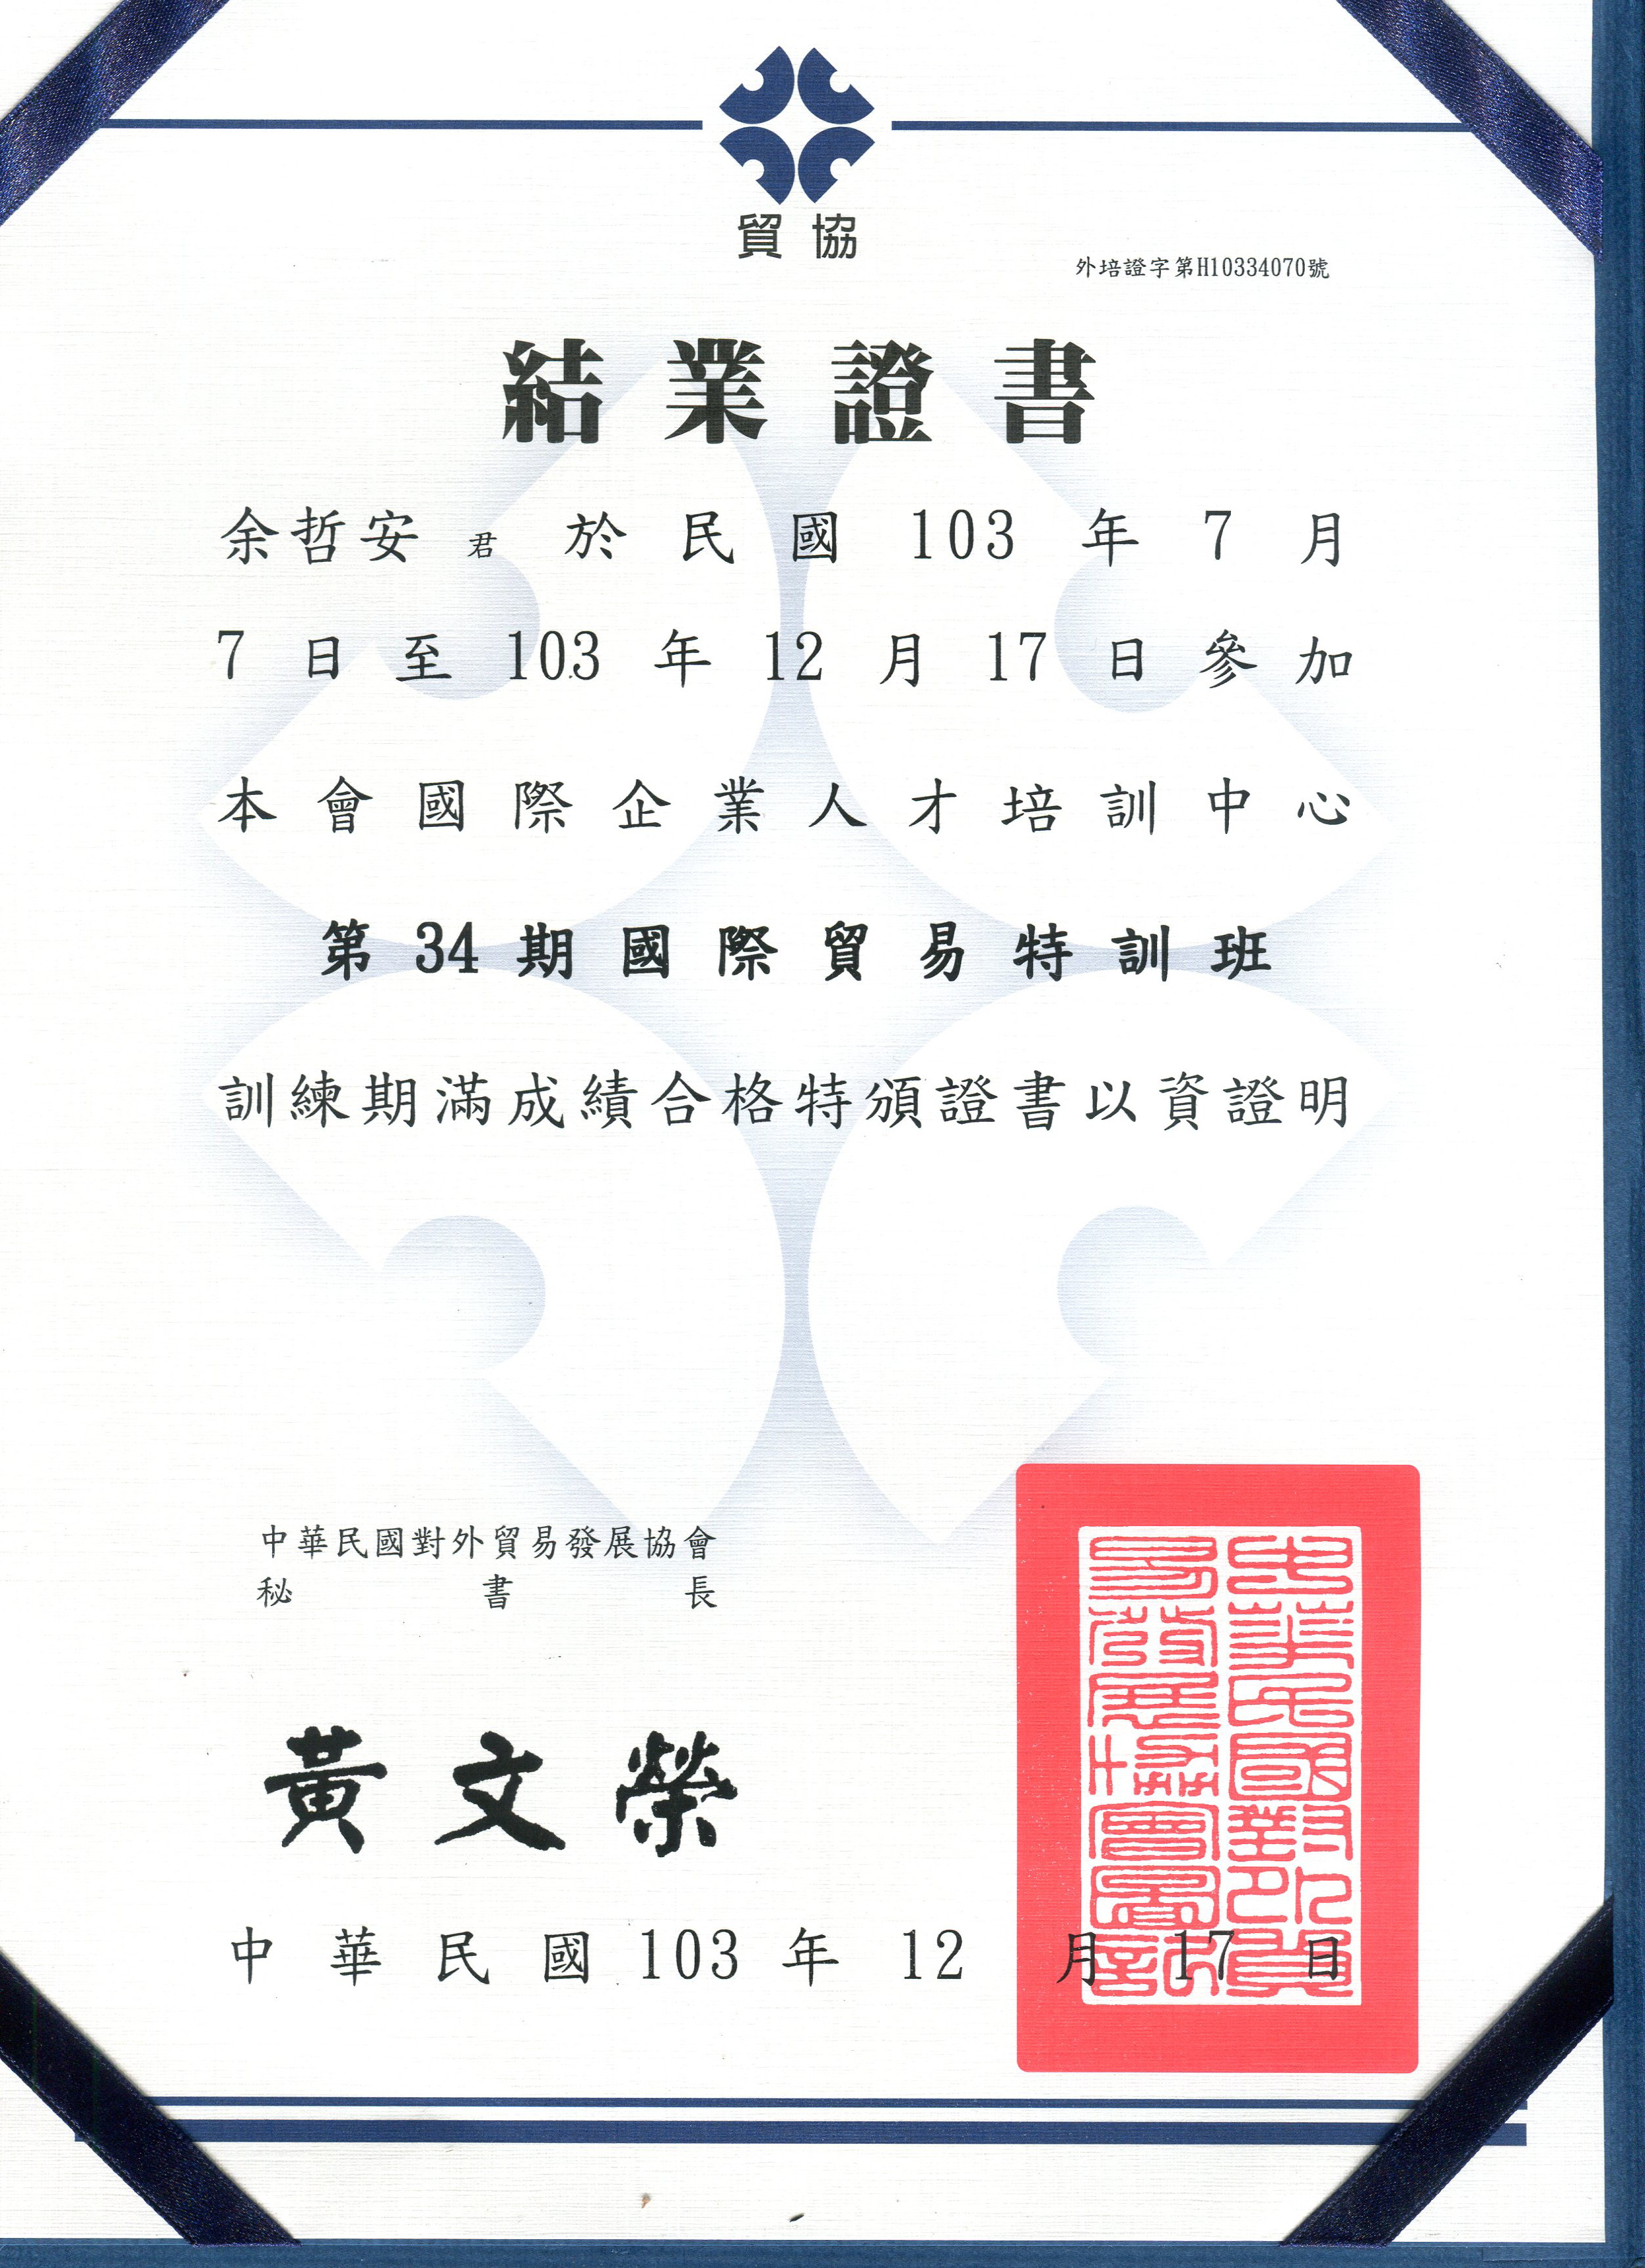 貿協
外培證字第H10334070號
結業證書
余哲安 君 於民國 103 年 7 月
7 日至 103 年 12 月 17 日參加
本會國際企業人才培訓中心
第 34 期國際貿易特訓班
訓練期滿成績合格特頒證書以資證明
中華民國對外貿易發展協會
秘書長
黃文榮
中華民國 103 年 12 月 17 日
中華民國對外貿
易發展協會圖記